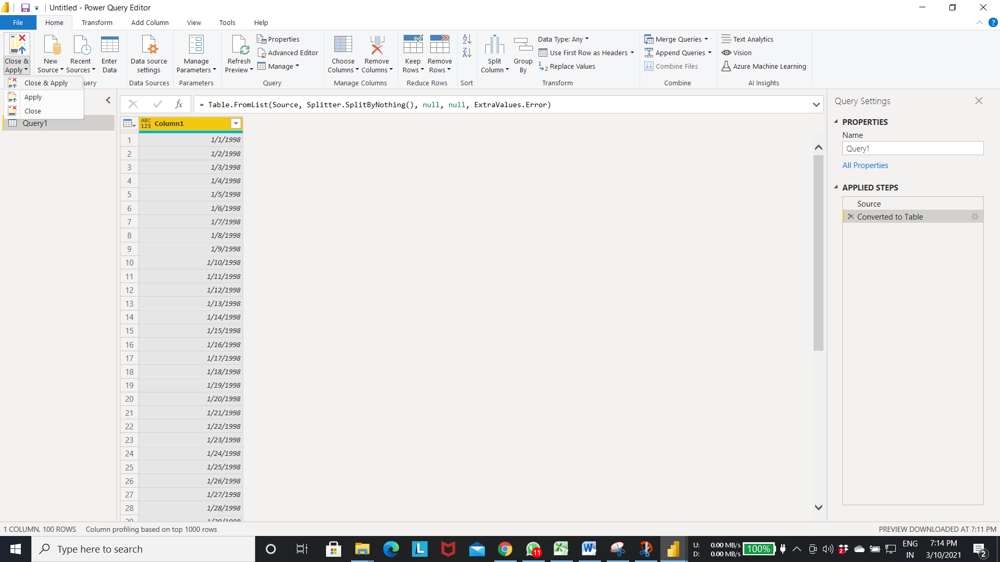 Untitled - Power Query Editor
File Home Transform Add Column View Tools Help
Close & Apply
New Source
Recent Sources
Enter Data
Data source settings
Manage Parameters
Refresh Preview
Properties
Advanced Editor
Manage
Choose Columns
Remove Columns
Keep Rows
Remove Rows
Split Column
Group By
Data Type: Any
Use First Row as Headers
Replace Values
Merge Queries
Append Queries
Combine Files
Text Analytics
Vision
Azure Machine Learning
uery Data Sources Parameters Query Manage Columns Reduce Rows Sort Transform Combine AI Insights
Close & Apply
Apply
Close
Query1
= Table.FromList(Source, Splitter.SplitByNothing(), null, null, ExtraValues.Error)
ABC 123 Column1
1 1/1/1998
2 1/2/1998
3 1/3/1998
4 1/4/1998
5 1/5/1998
6 1/6/1998
7 1/7/1998
8 1/8/1998
9 1/9/1998
10 1/10/1998
11 1/11/1998
12 1/12/1998
13 1/13/1998
14 1/14/1998
15 1/15/1998
16 1/16/1998
17 1/17/1998
18 1/18/1998
19 1/19/1998
20 1/20/1998
21 1/21/1998
22 1/22/1998
23 1/23/1998
24 1/24/1998
25 1/25/1998
26 1/26/1998
27 1/27/1998
28 1/28/1998
29 1/29/1998
Query Settings
PROPERTIES
Name
Query1
All Properties
APPLIED STEPS
Source
Converted to Table
1 COLUMN, 100 ROWS Column profiling based on top 1000 rows
PREVIEW DOWNLOADED AT 7:11 PM
Type here to search
11
U: 0.00 MB/s
D: 0.00 MB/s
100%
2
ENG
IN
7:14 PM
3/10/2021
2